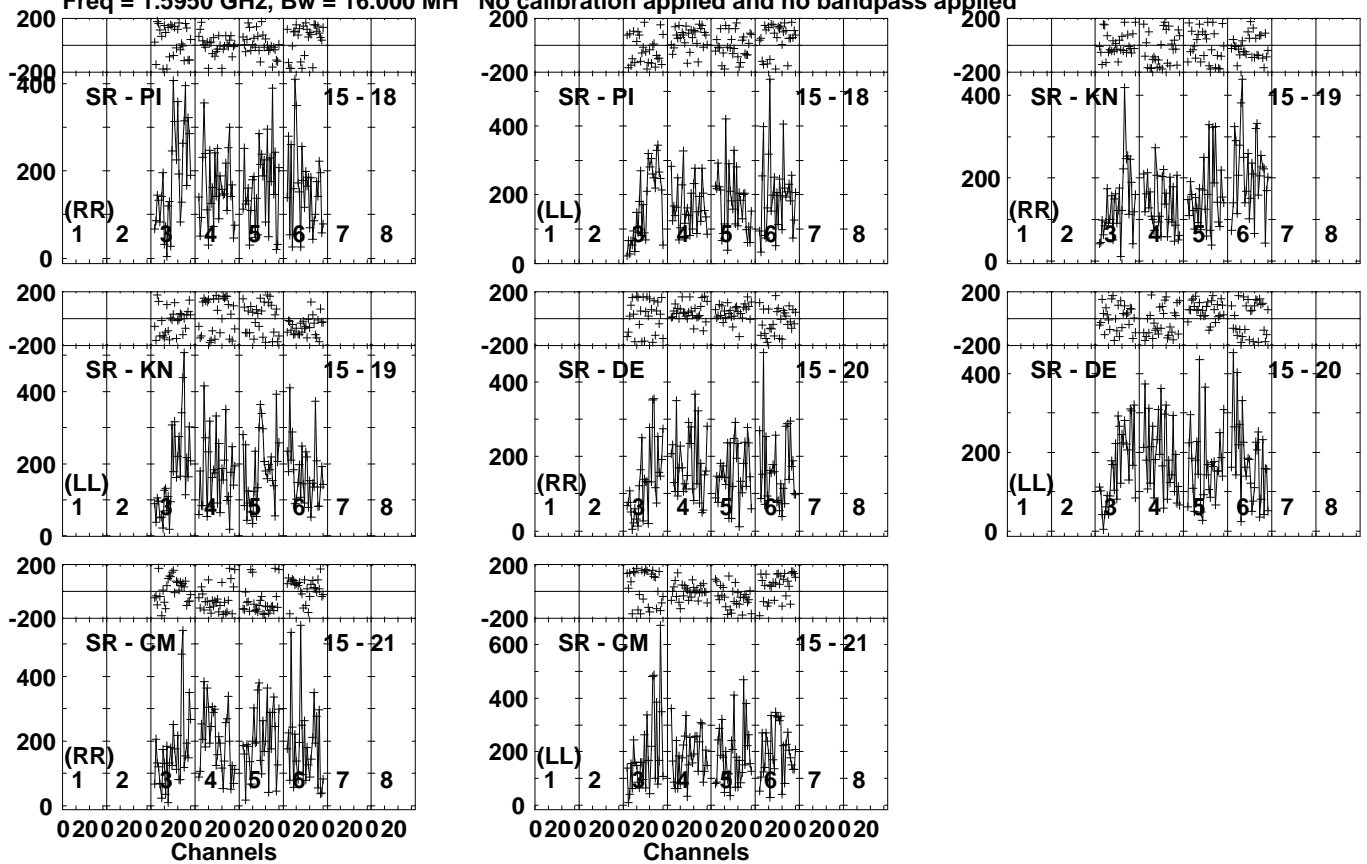 Freq = 1.5950 GHz, Bw = 16.000 MH No calibration applied and no bandpass applied
200
-200
SR - PI 15 - 18
400
200
(RR)
1 2 3 4 5 6 7 8
0
200
-200
SR - PI 15 - 18
400
200
(LL)
1 2 3 4 5 6 7 8
0
200
-200
SR - KN 15 - 19
400
200
(RR)
1 2 3 4 5 6 7 8
0
200
-200
SR - KN 15 - 19
400
200
(LL)
1 2 3 4 5 6 7 8
0
200
-200
SR - DE 15 - 20
400
200
(RR)
1 2 3 4 5 6 7 8
0
200
-200
SR - DE 15 - 20
400
200
(LL)
1 2 3 4 5 6 7 8
0
200
-200
SR - CM 15 - 21
400
200
(RR)
1 2 3 4 5 6 7 8
0
0 20 0 20 0 20 0 20 0 20 0 20 0 20 0 20
Channels
200
-200
SR - CM 15 - 21
600
400
200
(LL)
1 2 3 4 5 6 7 8
0
0 20 0 20 0 20 0 20 0 20 0 20 0 20 0 20
Channels